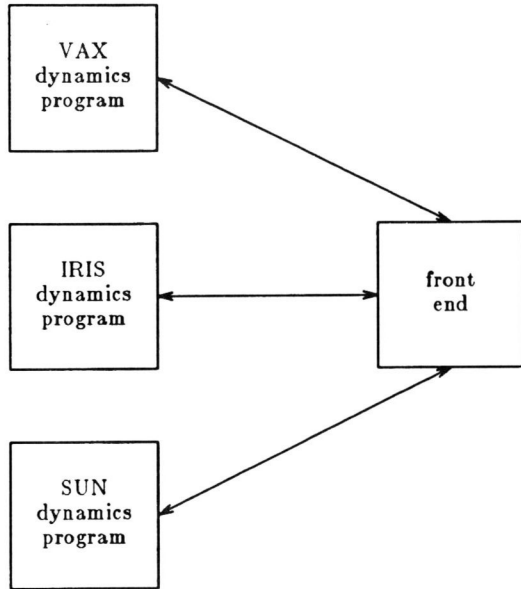 VAX
dynamics
program
IRIS
dynamics
program
front
end
SUN
dynamics
program